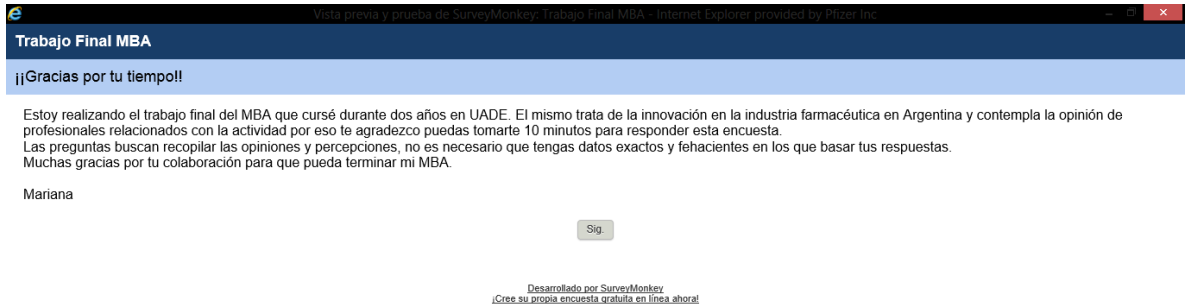 Vista previa y prueba de SurveyMonkey: Trabajo Final MBA - Internet Explorer provided by Pfizer Inc
Trabajo Final MBA
¡¡Gracias por tu tiempo!!
Estoy realizando el trabajo final del MBA que cursé durante dos años en UADE. El mismo trata de la innovación en la industria farmacéutica en Argentina y contempla la opinión de
profesionales relacionados con la actividad por eso te agradezco puedas tomarte 10 minutos para responder esta encuesta.
Las preguntas buscan recopilar las opiniones y percepciones, no es necesario que tengas datos exactos y fehacientes en los que basar tus respuestas.
Muchas gracias por tu colaboración para que pueda terminar mi MBA.
Mariana
Sig.
Desarrollado por SurveyMonkey
¡Cree su propia encuesta gratuita en línea ahora!